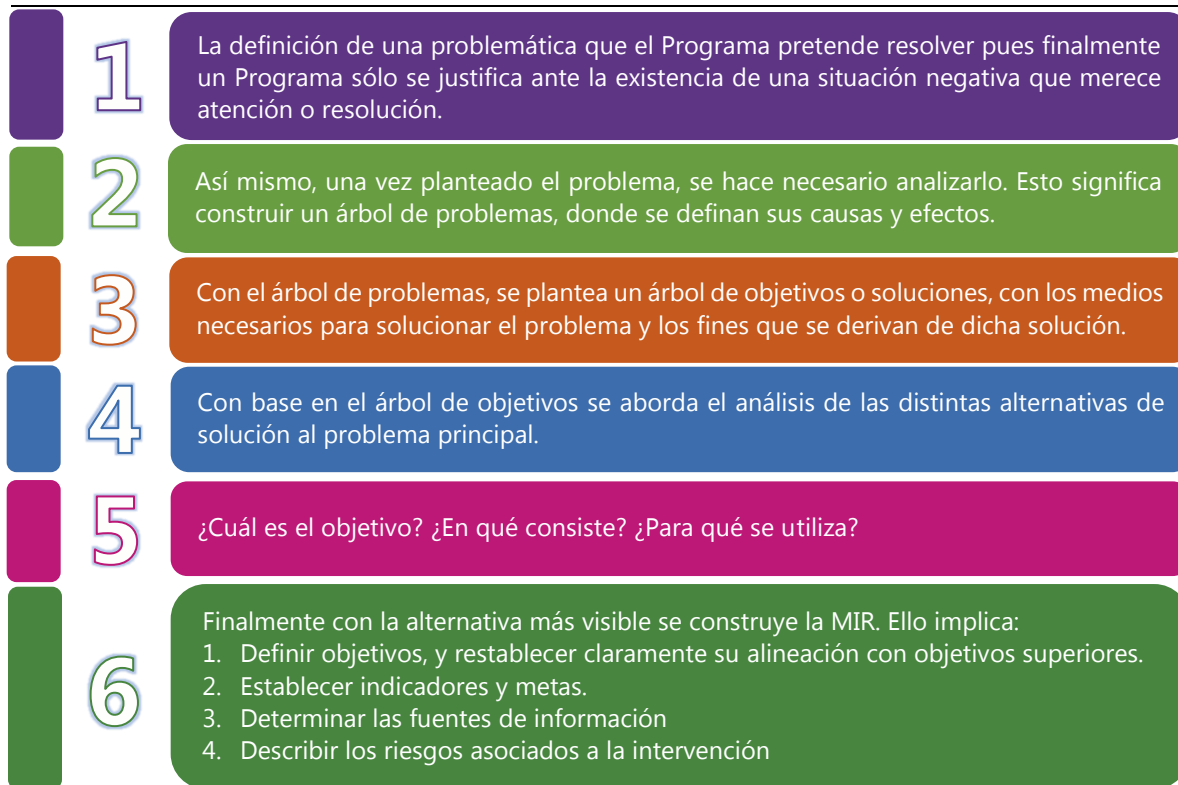 1
La definición de una problemática que el Programa pretende resolver pues finalmente
un Programa sólo se justifica ante la existencia de una situación negativa que merece
atención o resolución.
2
Así mismo, una vez planteado el problema, se hace necesario analizarlo. Esto significa
construir un árbol de problemas, donde se definan sus causas y efectos.
3
Con el árbol de problemas, se plantea un árbol de objetivos o soluciones, con los medios
necesarios para solucionar el problema y los fines que se derivan de dicha solución.
4
Con base en el árbol de objetivos se aborda el análisis de las distintas alternativas de
solución al problema principal.
5
¿Cuál es el objetivo? ¿En qué consiste? ¿Para qué se utiliza?
6
Finalmente con la alternativa más visible se construye la MIR. Ello implica:
1. Definir objetivos, y restablecer claramente su alineación con objetivos superiores.
2. Establecer indicadores y metas.
3. Determinar las fuentes de información
4. Describir los riesgos asociados a la intervención